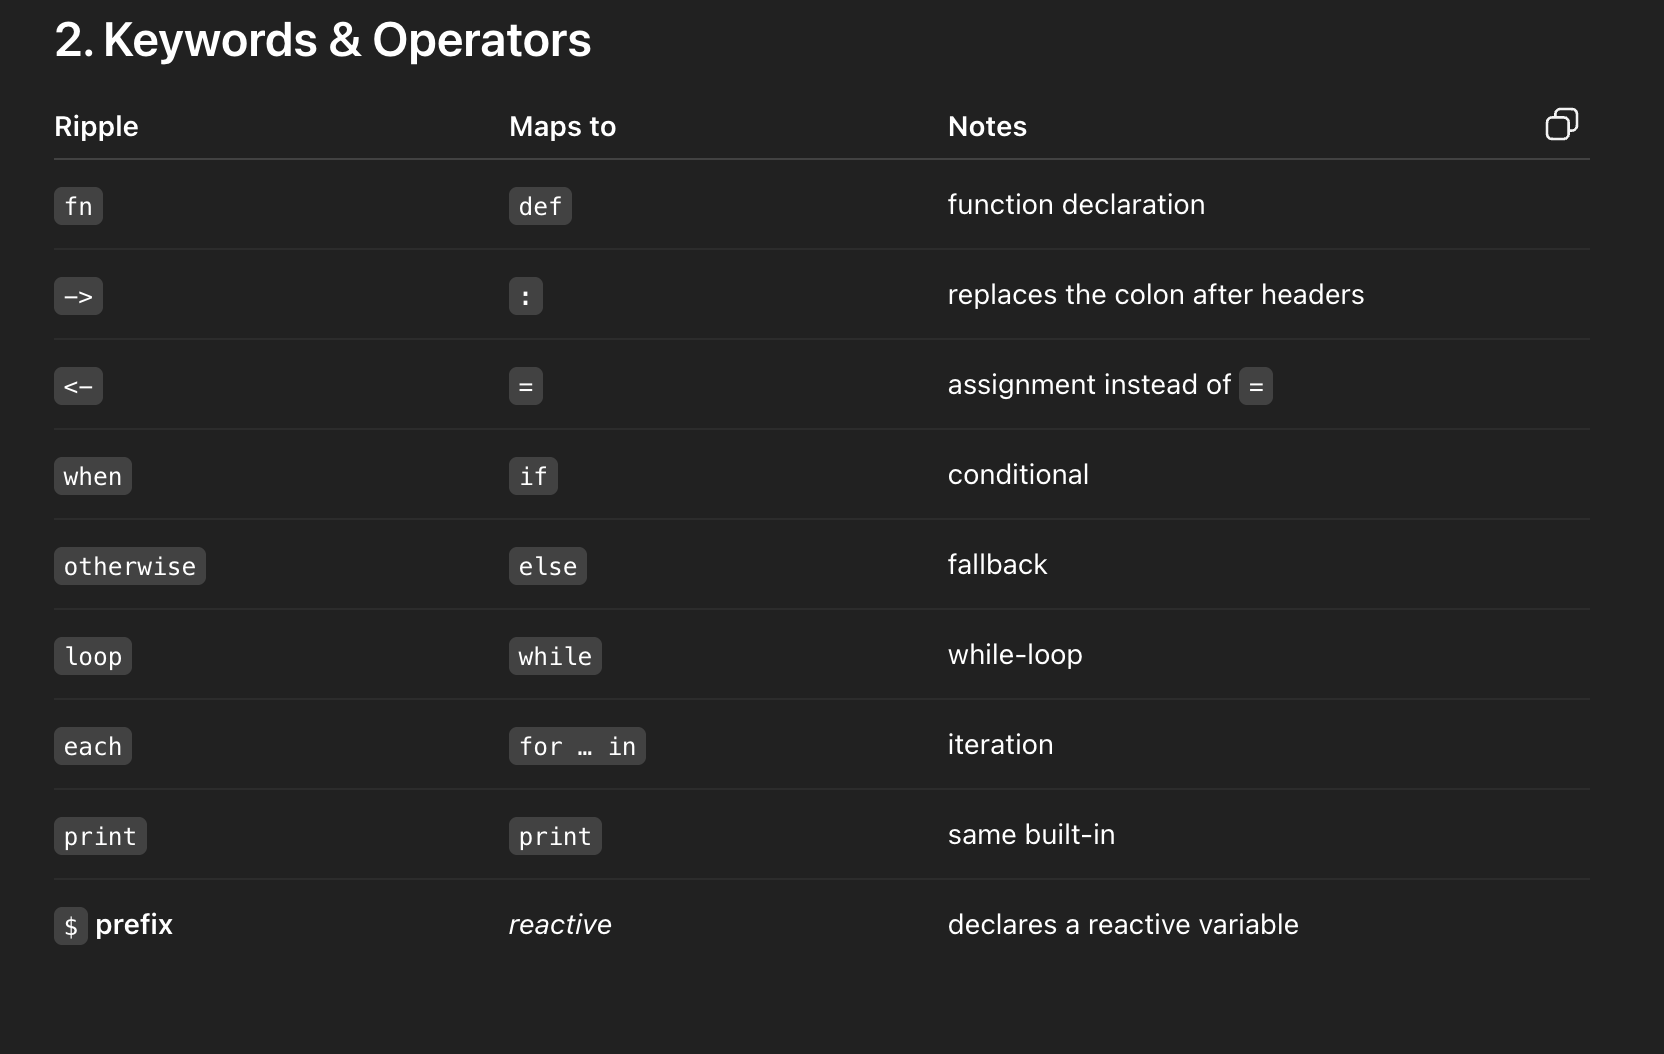 2. Keywords & Operators
Ripple Maps to Notes
fn def function declaration
-> : replaces the colon after headers
<- = assignment instead of =
when if conditional
otherwise else fallback
loop while while-loop
each for … in iteration
print print same built-in
$ prefix reactive declares a reactive variable